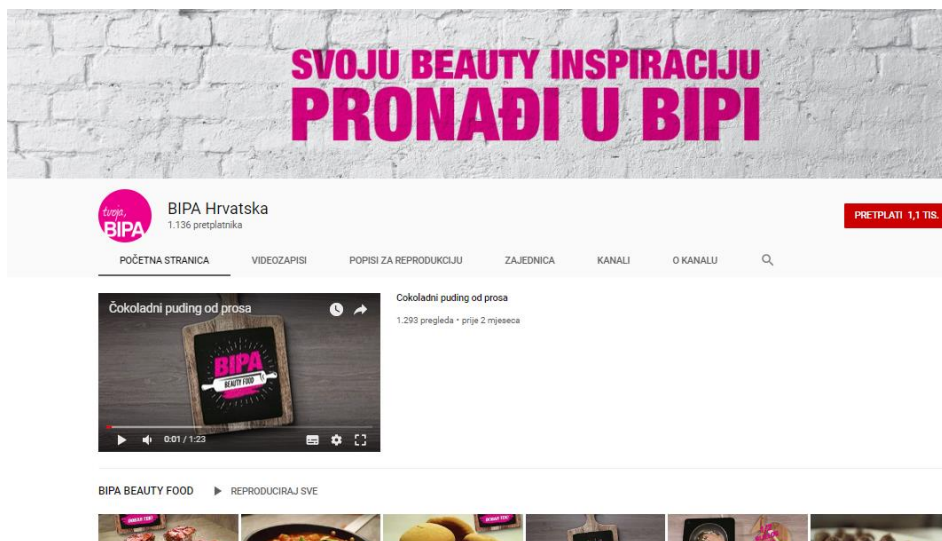 SVOJU BEAUTY INSPIRACIJU
PRONAĐI U BIPI
tvoja,
BIPA
BIPA Hrvatska
1.136 pretplatnika
PRETPLATI 1,1 TIS.
POČETNA STRANICA VIDEOZAPISI POPISI ZA REPRODUKCIJU ZAJEDNICA KANALI O KANALU
Čokoladni puding od prosa
BIPA
BEAUTY FOOD
0:01 / 1:23
Čokoladni puding od prosa
1.293 pregleda • prije 2 mjeseca
BIPA BEAUTY FOOD REPRODUCIRAJ SVE